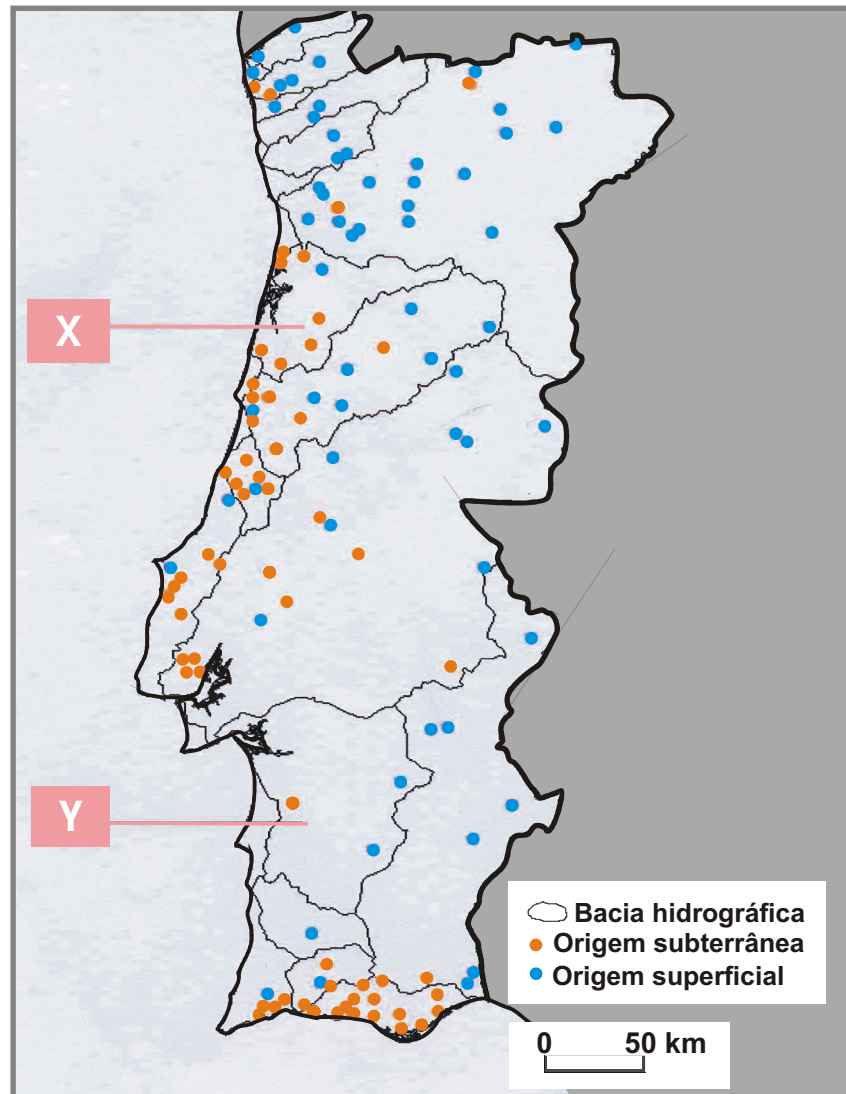 X
Y
Bacia hidrográfica
Origem subterrânea
Origem superficial
0 50 km